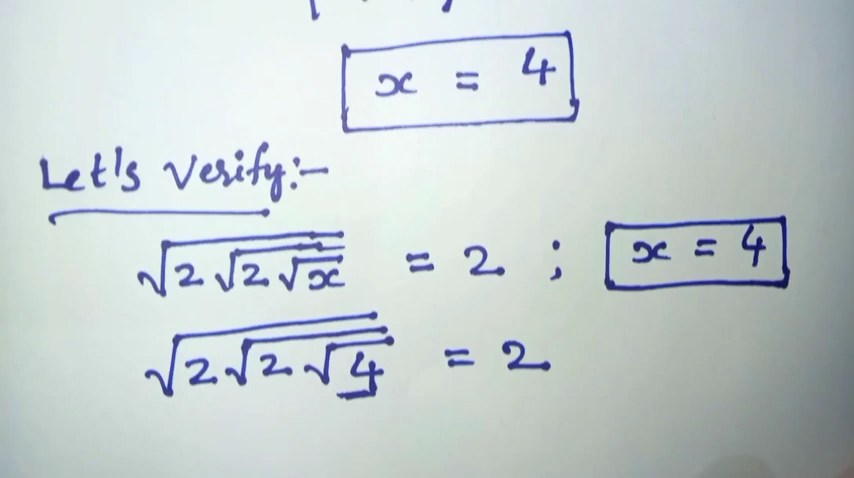 x = 4
Let's Verify:-
√2√2√x = 2 ; x = 4
√2√2√4 = 2